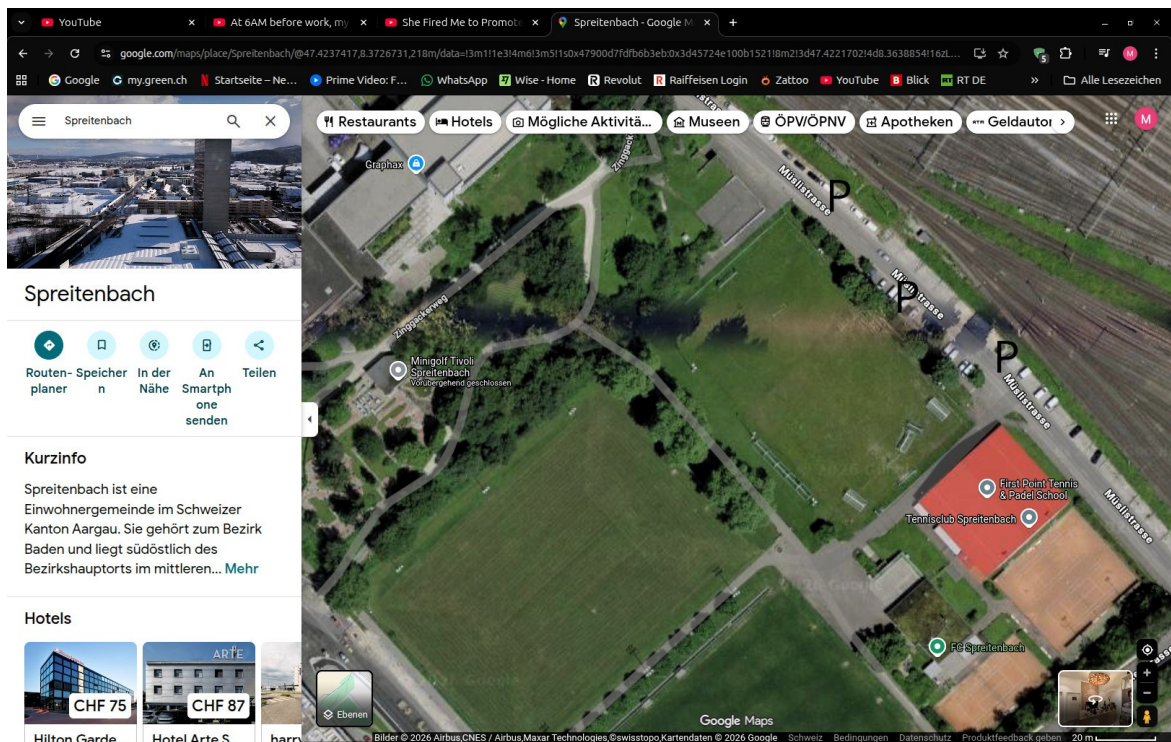 YouTube
At 6AM before work, my
She Fired Me to Promote
Spreitenbach - Google M
google.com/maps/place/Spreitenbach/@47.4237417,8.3726731,218m/data=!3m1!1e3!4m6!3m5!1s0x47900d7fdfb6b3eb:0x3d45724e100b1521!8m2!3d47.4221702!4d8.3638854!16zL...
Google
my.green.ch
Startseite – Ne...
Prime Video: F...
WhatsApp
Wise - Home
Revolut
Raiffeisen Login
Zattoo
YouTube
Blick
RT DE
»
Alle Lesezeichen
Spreitenbach
Restaurants
Hotels
Mögliche Aktivitä...
Museen
ÖPV/ÖPNV
Apotheken
Geldautor
M
Spreitenbach
Routen-
planer
Speicher
n
In der
Nähe
An
Smartph
one
senden
Teilen
Kurzinfo
Spreitenbach ist eine
Einwohnergemeinde im Schweizer
Kanton Aargau. Sie gehört zum Bezirk
Baden und liegt südöstlich des
Bezirkshauptorts im mittleren... Mehr
Hotels
CHF 75
ARTE
CHF 87
Hilton Garde
Hotel Arte S
harry
Graphax
Zinggackerweg
Müslistrasse
P
Müslistrasse
P
P
Müslistrasse
Müslistrasse
Zinggackerweg
Minigolf Tivoli
Spreitenbach
Vorübergehend geschlossen
First Point Tennis
& Padel School
Tennisclub Spreitenbach
FC Spreitenbach
Ebenen
Google Maps
Bilder © 2026 Airbus,CNES / Airbus,Maxar Technologies,©swisstopo,Kartendaten © 2026 Google
Schweiz
Bedingungen
Datenschutz
Produktfeedback geben
20 m